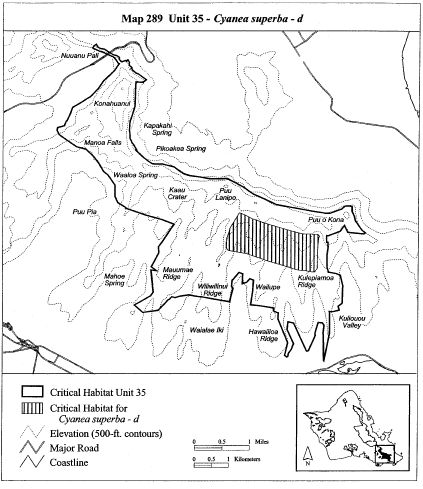 Map 289 Unit 35 - Cyanea superba - d
Nuuanu Pali
Konahuanui
Kapakahi
Spring
Manoa Falls
Pikoakea Spring
Waaloa Spring
Kaau
Crater
Puu
Lanipo
Puu Pia
Puu o Kona
Mauumae
Ridge
Mahoe
Spring
Kulepiamoa
Ridge
Wiliwilinui
Ridge
Wailupe
Kuliouou
Valley
Waialae Iki
Hawaiiloa
Ridge
Critical Habitat Unit 35
Critical Habitat for
Cyanea superba - d
Elevation (500-ft. contours)
Major Road
Coastline
0 0.5 1 Miles
0 0.5 1 Kilometers
N